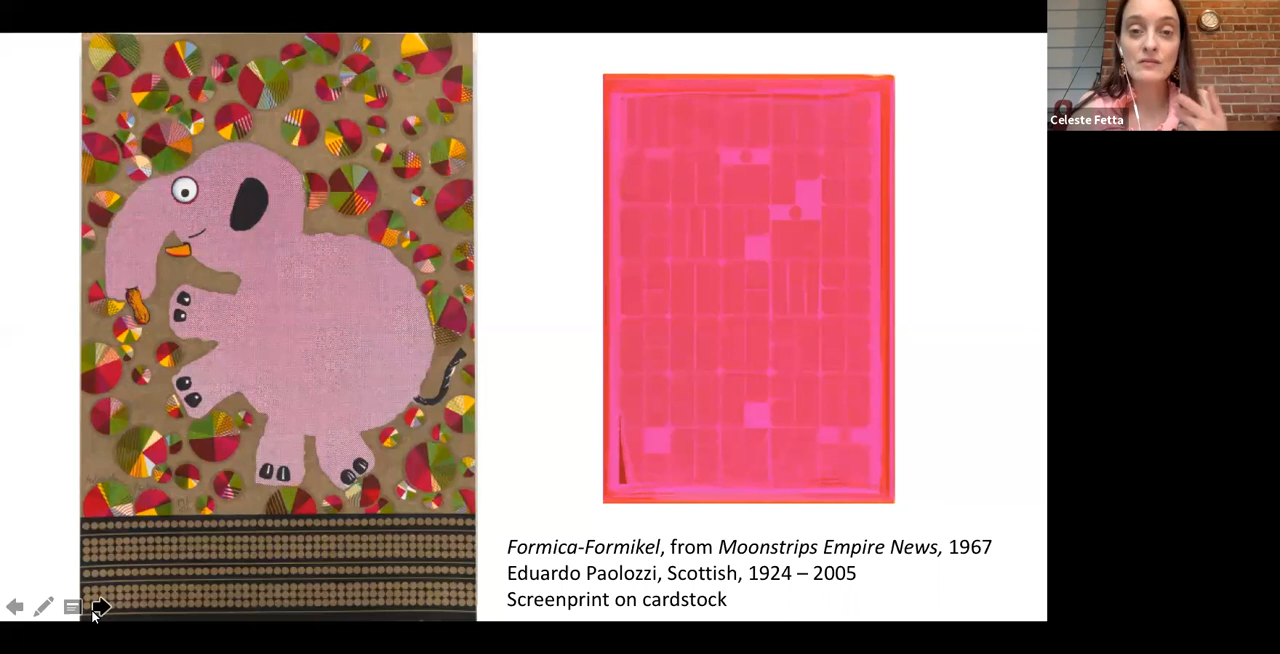 Celeste Fetta
Formica-Formikel, from Moonstrips Empire News, 1967
Eduardo Paolozzi, Scottish, 1924 – 2005
Screenprint on cardstock